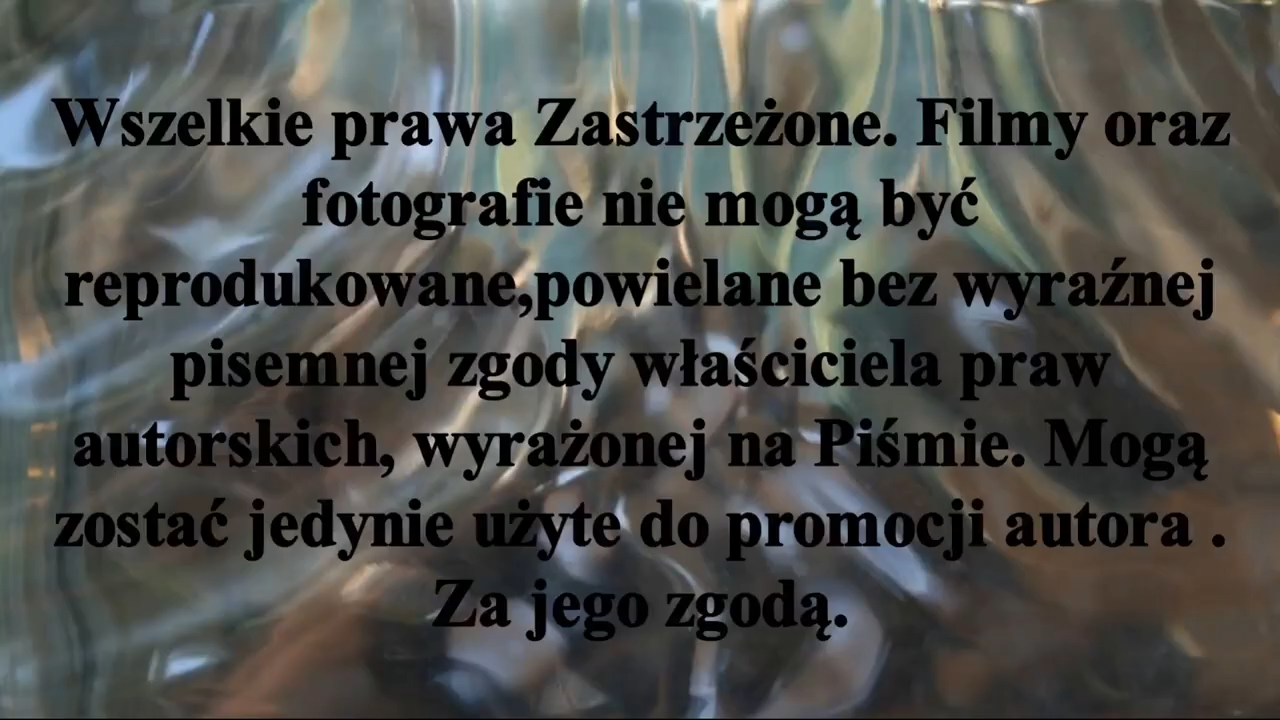 Wszelkie prawa Zastrzeżone. Filmy oraz
fotografie nie mogą być
reprodukowane,powielane bez wyraźnej
pisemnej zgody właściciela praw
autorskich, wyrażonej na Piśmie. Mogą
zostać jedynie użyte do promocji autora .
Za jego zgodą.